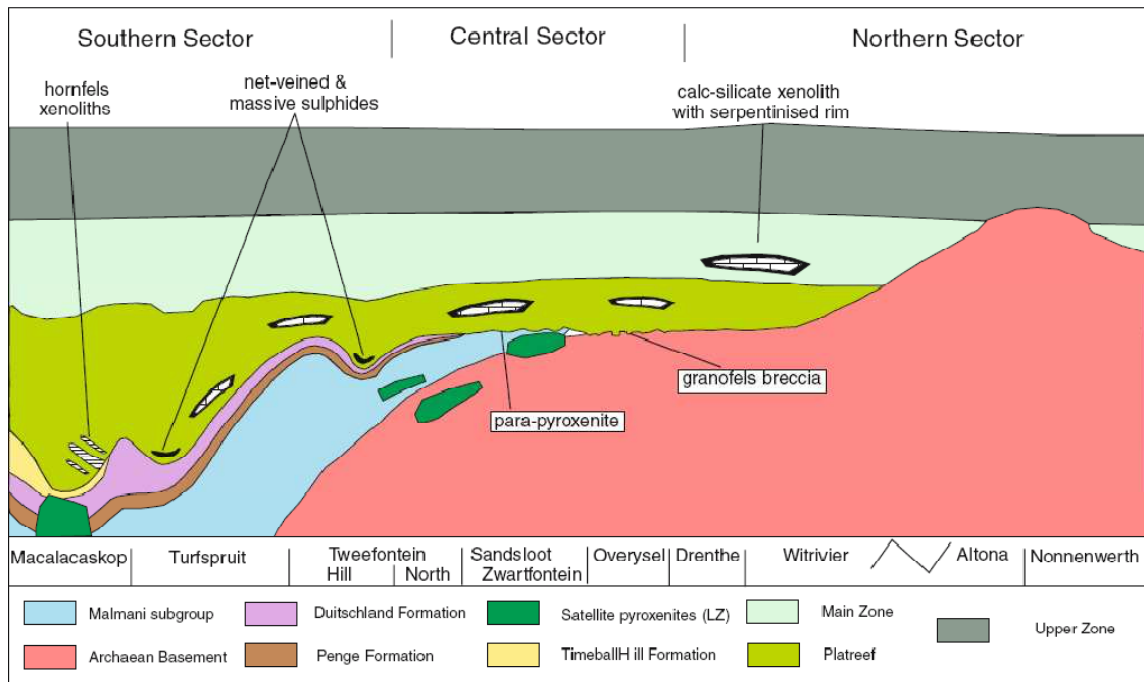 Southern Sector
Central Sector
Northern Sector
hornfels
xenoliths
net-veined &
massive sulphides
calc-silicate xenolith
with serpentinised rim
granofels breccia
para-pyroxenite
Macalacaskop
Turfspruit
Tweefontein
Hill
North
Sandsloot
Zwartfontein
Overysel
Drenthe
Witrivier
Altona
Nonnenwerth
Malmani subgroup
Duitschland Formation
Satellite pyroxenites (LZ)
Main Zone
Upper Zone
Archaean Basement
Penge Formation
TimeballH ill Formation
Platreef